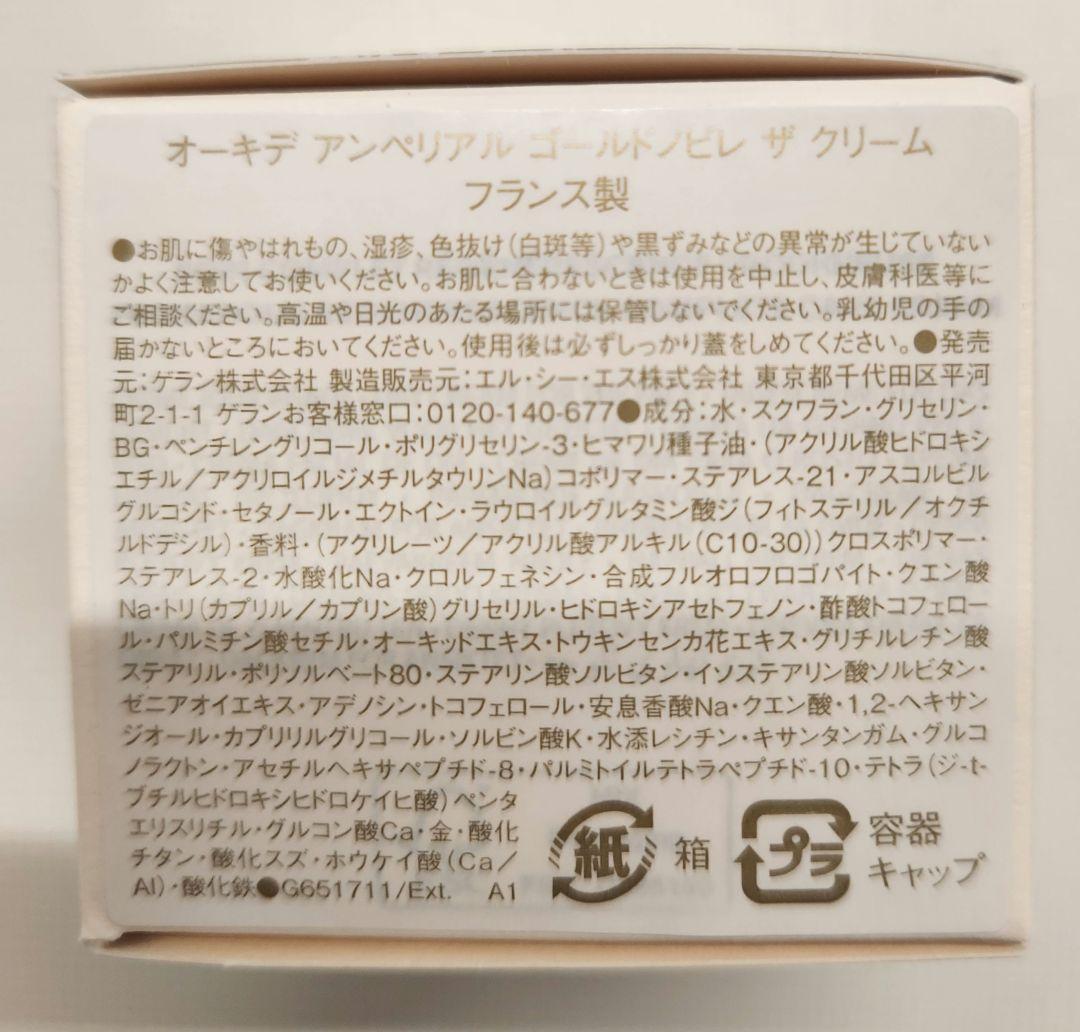 オーキデ アンペリアル ゴールドノビレ ザ クリーム
フランス製
●お肌に傷やはれもの、湿疹、色抜け(白斑等)や黒ずみなどの異常が生じていない
かよく注意してお使いください。お肌に合わないときは使用を中止し、皮膚科医等に
ご相談ください。高温や日光のあたる場所には保管しないでください。乳幼児の手の
届かないところにおいてください。使用後は必ずしっかり蓋をしめてください。●発売
元:ゲラン株式会社 製造販売元:エル・シー・エス株式会社 東京都千代田区平河
町2-1-1 ゲランお客様窓口:0120-140-677●成分:水・スクワラン・グリセリン・
BG・ペンチレングリコール・ポリグリセリン-3・ヒマワリ種子油・(アクリル酸ヒドロキシ
エチル/アクリロイルジメチルタウリンNa)コポリマー・ステアレス-21・アスコルビル
グルコシド・セタノール・エクトイン・ラウロイルグルタミン酸ジ(フィトステリル/オクチ
ルドデシル)・香料・(アクリレーツ/アクリル酸アルキル(C10-30))クロスポリマー・
ステアレス-2・水酸化Na・クロルフェネシン・合成フルオロフロゴパイト・クエン酸
Na・トリ(カプリル/カプリン酸)グリセリル・ヒドロキシアセトフェノン・酢酸トコフェロー
ル・パルミチン酸セチル・オーキッドエキス・トウキンセンカ花エキス・グリチルレチン酸
ステアリル・ポリソルベート80・ステアリン酸ソルビタン・イソステアリン酸ソルビタン・
ゼニアオイエキス・アデノシン・トコフェロール・安息香酸Na・クエン酸・1,2-ヘキサン
ジオール・カプリリルグリコール・ソルビン酸K・水添レシチン・キサンタンガム・グルコ
ノラクトン・アセチルヘキサペプチド-8・パルミトイルテトラペプチド-10・テトラ(ジ-t-
ブチルヒドロキシヒドロケイヒ酸)ペンタ
エリスリチル・グルコン酸Ca・金・酸化
チタン・酸化スズ・ホウケイ酸(Ca/
Al)・酸化鉄●G651711/Ext. A1
紙 箱
プラ 容器
キャップ